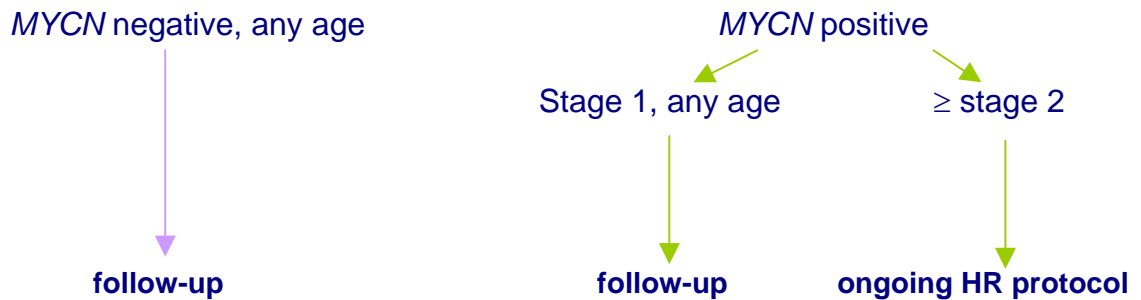 MYCN negative, any age
MYCN positive
Stage 1, any age
≥ stage 2
follow-up
follow-up
ongoing HR protocol